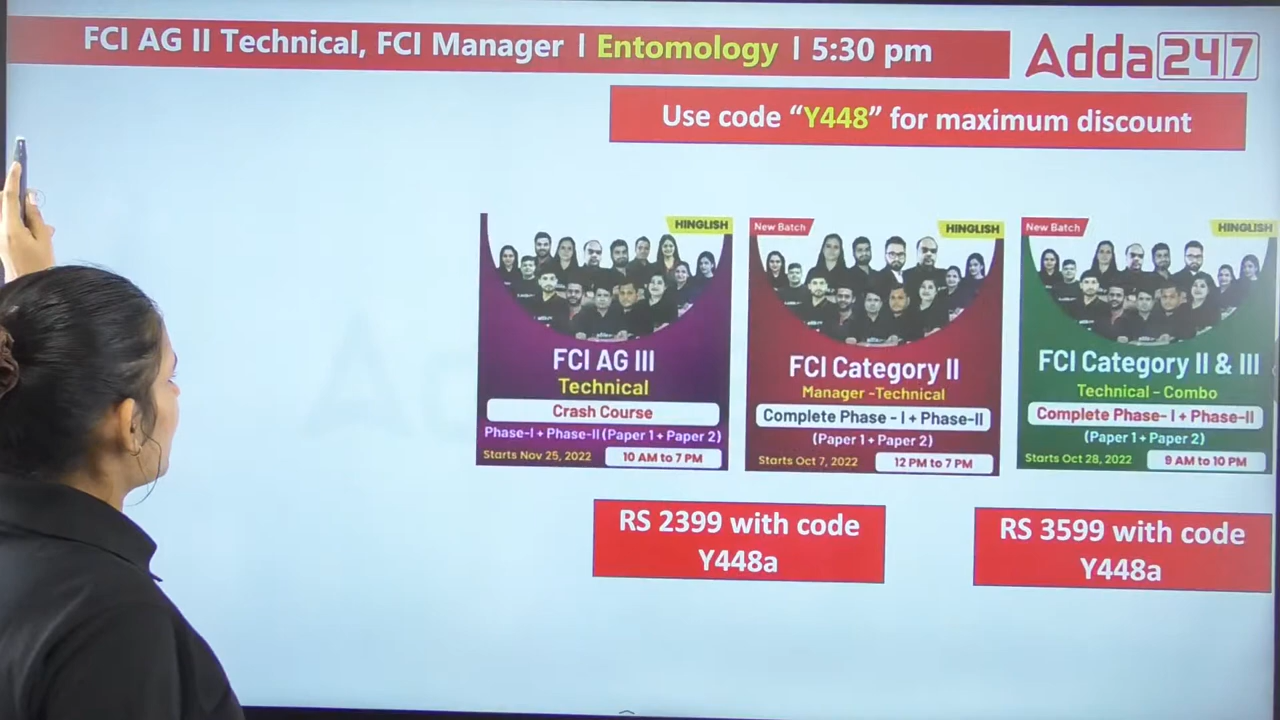 FCI AG II Technical, FCI Manager | Entomology | 5:30 pm
Adda247
Use code “Y448” for maximum discount
HINGLISH
FCI AG III
Technical
Crash Course
Phase-I + Phase-II (Paper 1 + Paper 2)
Starts Nov 25, 2022
10 AM to 7 PM
New Batch
HINGLISH
FCI Category II
Manager -Technical
Complete Phase - I + Phase-II
(Paper 1 + Paper 2)
Starts Oct 7, 2022
12 PM to 7 PM
New Batch
HINGLISH
FCI Category II & III
Technical - Combo
Complete Phase- I + Phase-II
(Paper 1 + Paper 2)
Starts Oct 28, 2022
9 AM to 10 PM
RS 2399 with code
Y448a
RS 3599 with code
Y448a